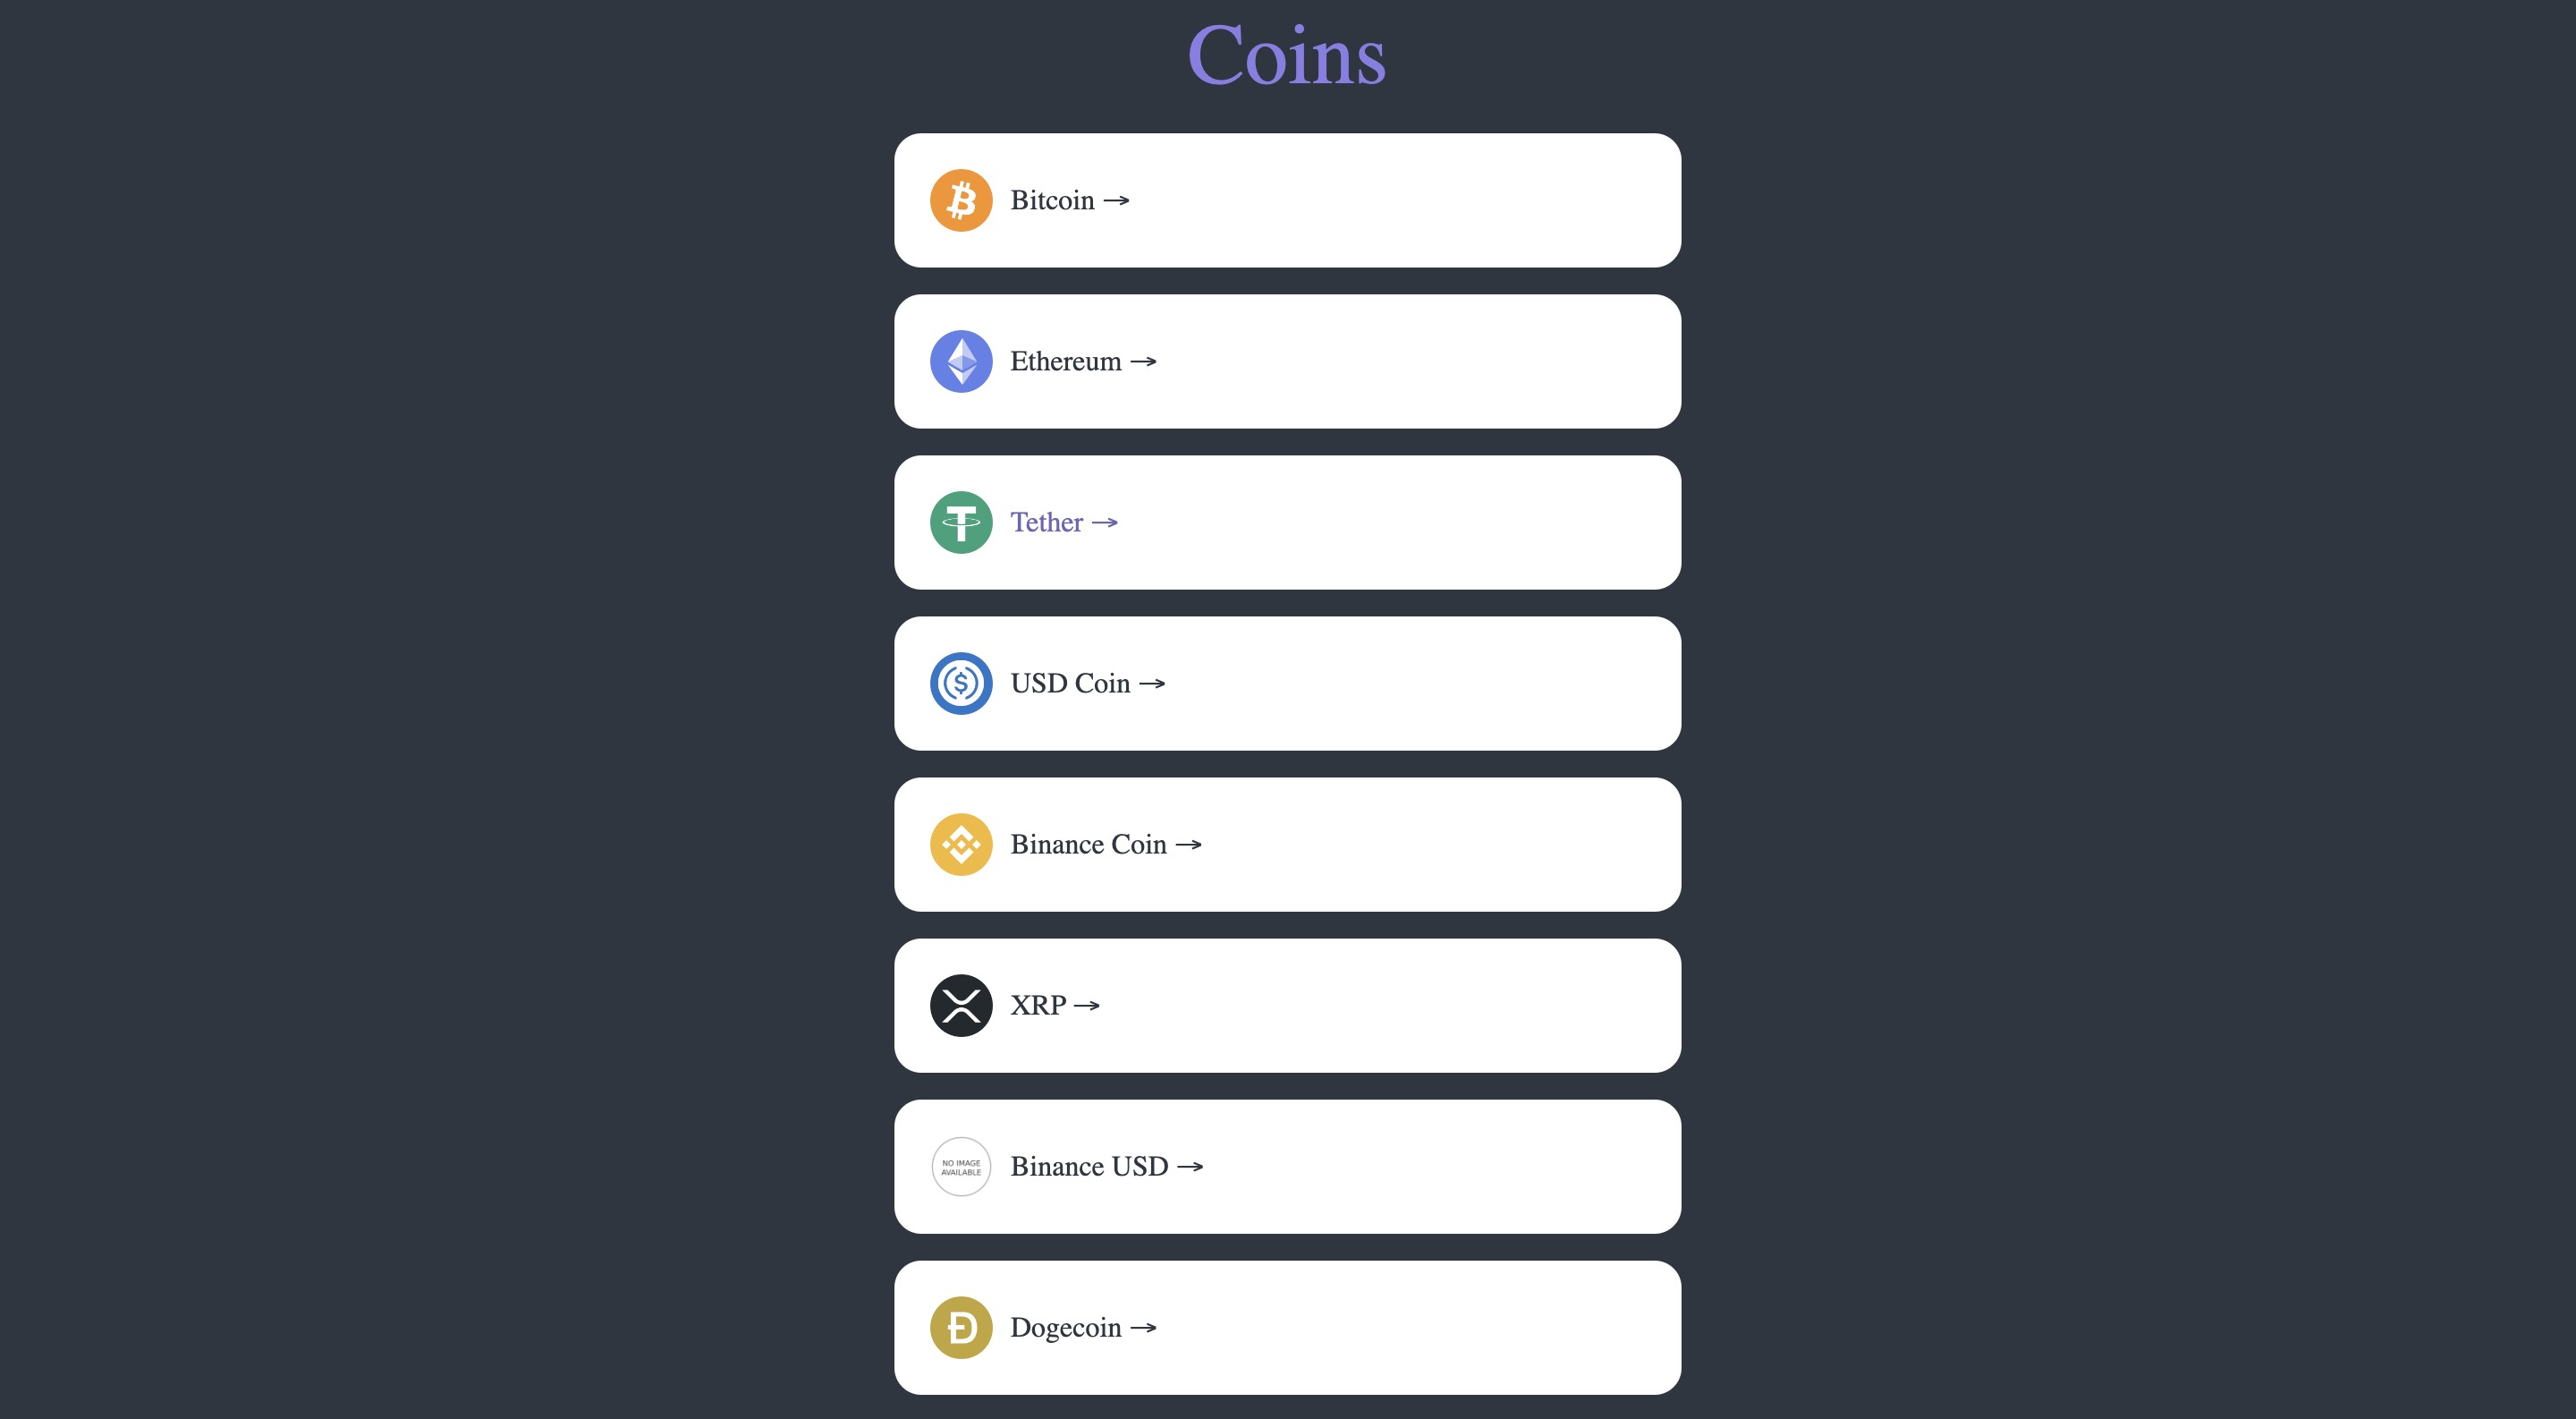 Coins
Bitcoin →
Ethereum →
Tether →
USD Coin →
Binance Coin →
XRP →
NO IMAGE
AVAILABLE
Binance USD →
Dogecoin →